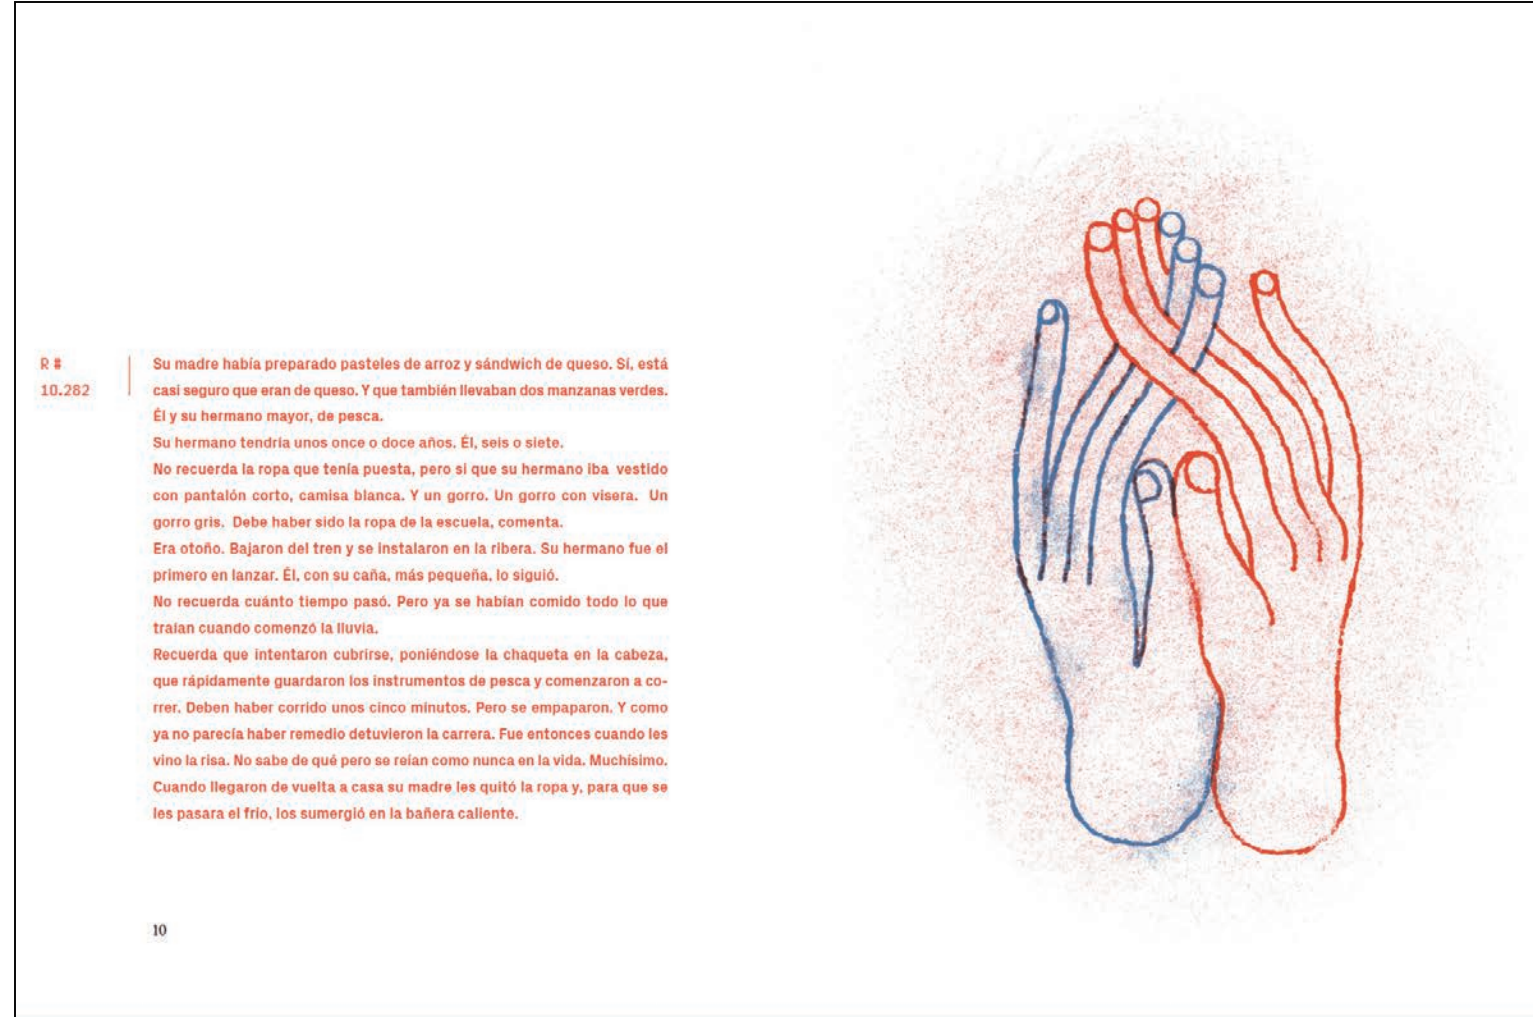 R #
10.282
Su madre había preparado pasteles de arroz y sándwich de queso. Sí, está
casi seguro que eran de queso. Y que también llevaban dos manzanas verdes.
Él y su hermano mayor, de pesca.
Su hermano tendría unos once o doce años. Él, seis o siete.
No recuerda la ropa que tenía puesta, pero si que su hermano iba vestido
con pantalón corto, camisa blanca. Y un gorro. Un gorro con visera. Un
gorro gris. Debe haber sido la ropa de la escuela, comenta.
Era otoño. Bajaron del tren y se instalaron en la ribera. Su hermano fue el
primero en lanzar. Él, con su caña, más pequeña, lo siguió.
No recuerda cuánto tiempo pasó. Pero ya se habían comido todo lo que
traían cuando comenzó la lluvia.
Recuerda que intentaron cubrirse, poniéndose la chaqueta en la cabeza,
que rápidamente guardaron los instrumentos de pesca y comenzaron a co-
rrer. Deben haber corrido unos cinco minutos. Pero se empaparon. Y como
ya no parecía haber remedio detuvieron la carrera. Fue entonces cuando les
vino la risa. No sabe de qué pero se reían como nunca en la vida. Muchísimo.
Cuando llegaron de vuelta a casa su madre les quitó la ropa y, para que se
les pasara el frío, los sumergió en la bañera caliente.
10